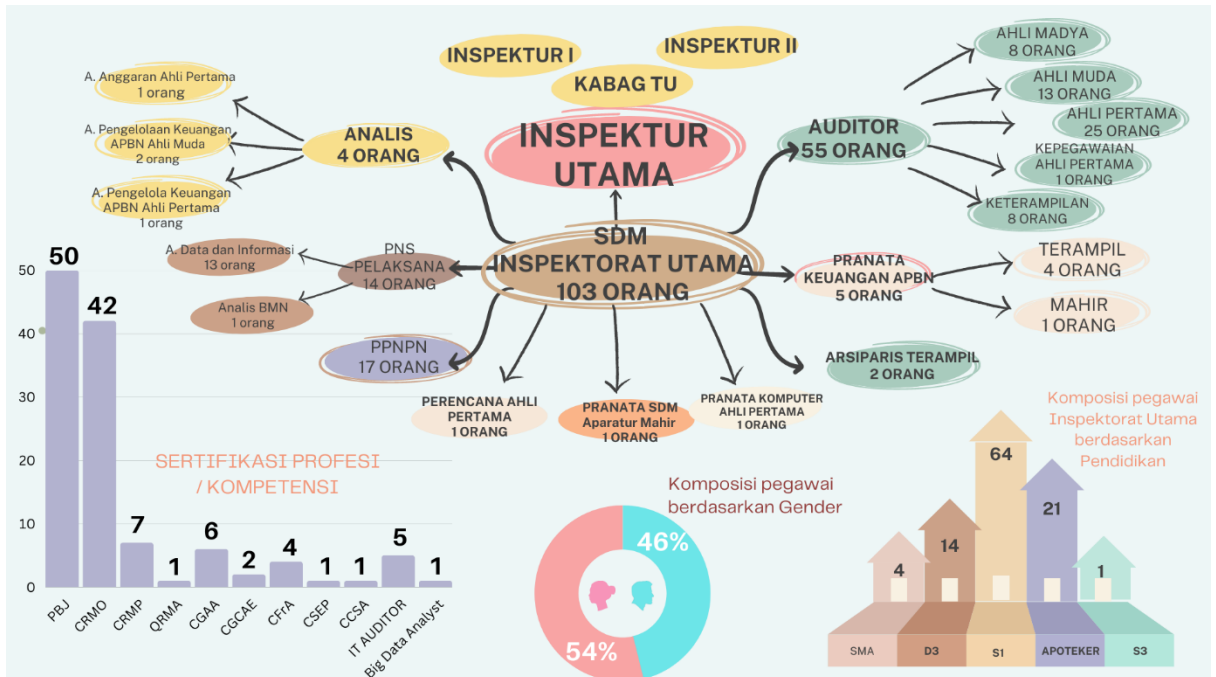 INSPEKTUR I
INSPEKTUR II
KABAG TU
INSPEKTUR
UTAMA
A. Anggaran Ahli Pertama
1 orang
A. Pengelolaan Keuangan
APBN Ahli Muda
2 orang
A. Pengelola Keuangan
APBN Ahli Pertama
1 orang
ANALIS
4 ORANG
AUDITOR
55 ORANG
AHLI MADYA
8 ORANG
AHLI MUDA
13 ORANG
AHLI PERTAMA
25 ORANG
KEPEGAWAIAN
AHLI PERTAMA
1 ORANG
KETERAMPILAN
8 ORANG
SDM
INSPEKTORAT UTAMA
103 ORANG
A. Data dan Informasi
13 orang
Analis BMN
1 orang
PNS
PELAKSANA
14 ORANG
PRANATA
KEUANGAN APBN
5 ORANG
TERAMPIL
4 ORANG
MAHIR
1 ORANG
PPNPN
17 ORANG
PERENCANA AHLI
PERTAMA
1 ORANG
PRANATA SDM
Aparatur Mahir
1 ORANG
PRANATA KOMPUTER
AHLI PERTAMA
1 ORANG
ARSIPARIS TERAMPIL
2 ORANG
SERTIFIKASI PROFESI
/ KOMPETENSI
50
40
30
20
10
0
50
42
7
1
6
2
4
1
1
5
1
PBJ
CRMO
CRMP
QRMA
CGAA
CGCAE
CFrA
CSEP
CCSA
IT AUDITOR
Big Data Analyst
Komposisi pegawai
berdasarkan Gender
46%
54%
Komposisi pegawai
Inspektorat Utama
berdasarkan
Pendidikan
4
14
64
21
1
SMA
D3
S1
APOTEKER
S3